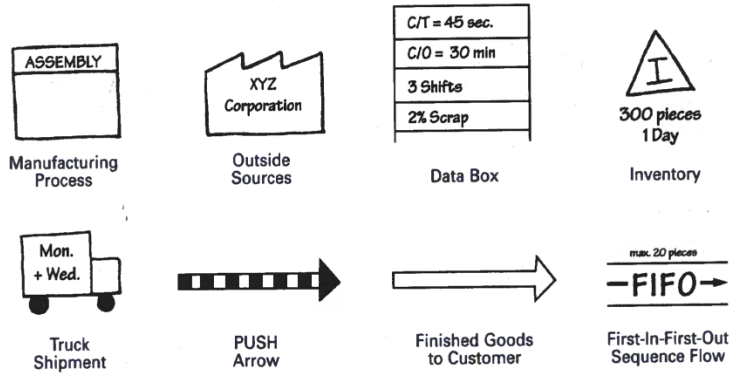 ASSEMBLY
Manufacturing
Process
XYZ
Corporation
Outside
Sources
C/T = 45 sec.
C/O = 30 min
3 Shifts
2% Scrap
Data Box
I
300 pieces
1 Day
Inventory
Mon.
+ Wed.
Truck
Shipment
PUSH
Arrow
Finished Goods
to Customer
max. 20 pieces
FIFO
First-In-First-Out
Sequence Flow